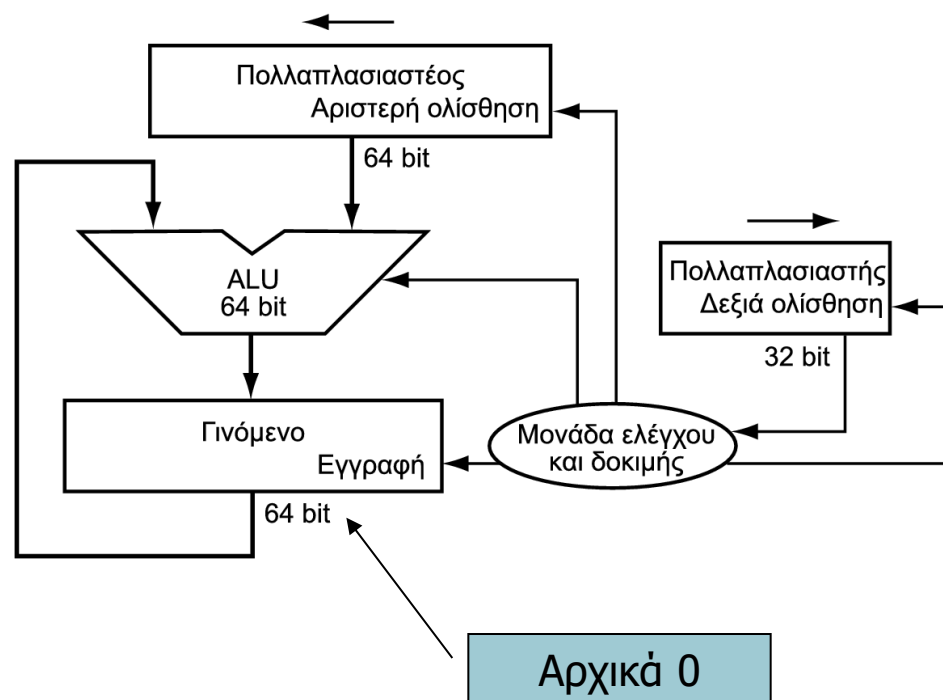 Πολλαπλασιαστέος
Αριστερή ολίσθηση
64 bit
ALU
64 bit
Πολλαπλασιαστής
Δεξιά ολίσθηση
32 bit
Γινόμενο
Εγγραφή
64 bit
Μονάδα ελέγχου
και δοκιμής
Αρχικά 0